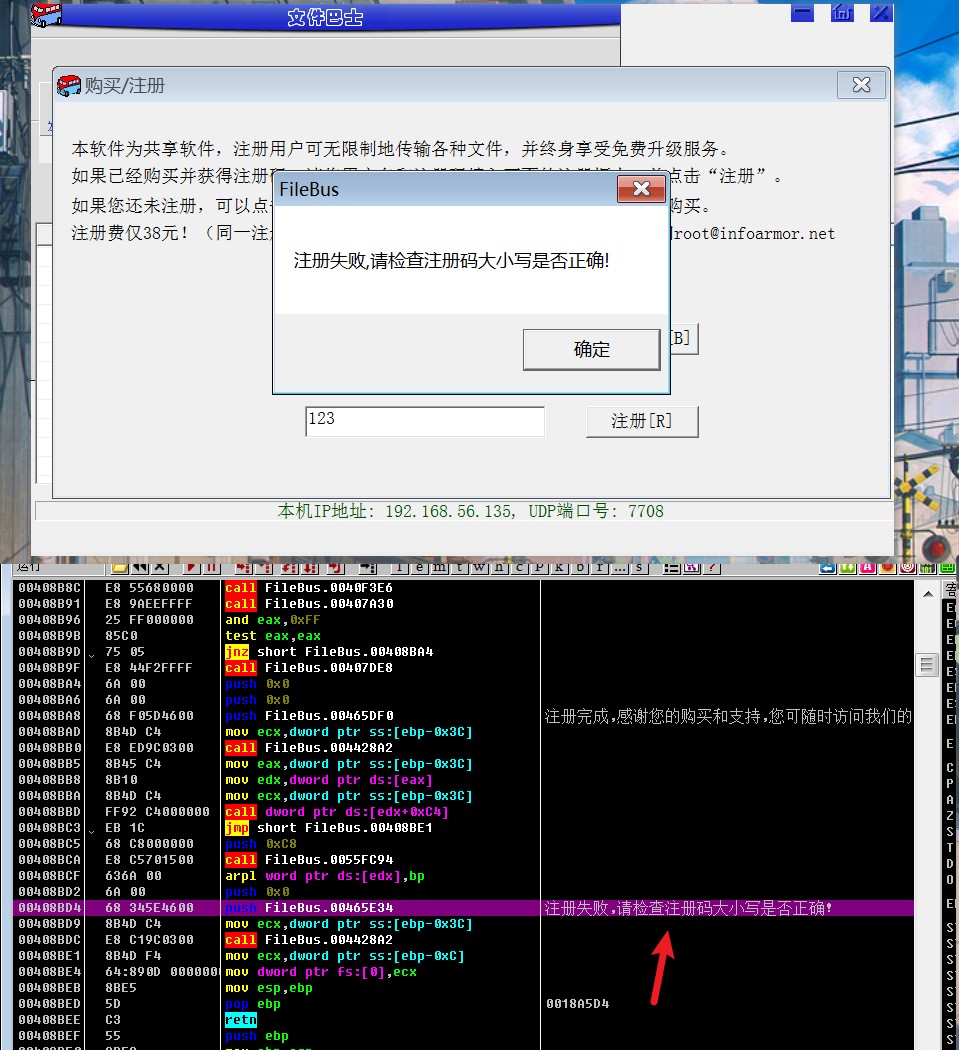 文件巴士
购买/注册
本软件为共享软件，注册用户可无限制地传输各种文件，并终身享受免费升级服务。
如果已经购买并获得注册
点击“注册”。
如果您还未注册，可以点
购买。
注册费仅38元！（同一注
root@infoarmor.net
FileBus
注册失败,请检查注册码大小写是否正确!
确定
[B]
123
注册[R]
本机IP地址: 192.168.56.135, UDP端口号: 7708
l e m t w h c P k b r ... s ?
00408B8C E8 55680000 call FileBus.0040F3E6
00408B91 E8 9AEEFFFF call FileBus.00407A30
00408B96 25 FF000000 and eax,0xFF
00408B9B 85C0 test eax,eax
00408B9D 75 05 jnz short FileBus.00408BA4
00408B9F E8 44F2FFFF call FileBus.00407DE8
00408BA4 6A 00 push 0x0
00408BA6 6A 00 push 0x0
00408BA8 68 F05D4600 push FileBus.00465DF0 注册完成,感谢您的购买和支持,您可随时访问我们的
00408BAD 8B4D C4 mov ecx,dword ptr ss:[ebp-0x3C]
00408BB0 E8 ED9C0300 call FileBus.004428A2
00408BB5 8B45 C4 mov eax,dword ptr ss:[ebp-0x3C]
00408BB8 8B10 mov edx,dword ptr ds:[eax]
00408BBA 8B4D C4 mov ecx,dword ptr ss:[ebp-0x3C]
00408BBD FF92 C4000000 call dword ptr ds:[edx+0xC4]
00408BC3 EB 1C jmp short FileBus.00408BE1
00408BC5 68 C8000000 push 0xC8
00408BCA E8 C5701500 call FileBus.0055FC94
00408BCF 636A 00 arpl word ptr ds:[edx],bp
00408BD2 6A 00 push 0x0
00408BD4 68 345E4600 push FileBus.00465E34 注册失败,请检查注册码大小写是否正确!
00408BD9 8B4D C4 mov ecx,dword ptr ss:[ebp-0x3C]
00408BDC E8 C19C0300 call FileBus.004428A2
00408BE1 8B4D F4 mov ecx,dword ptr ss:[ebp-0xC]
00408BE4 64:890D 0000000 mov dword ptr fs:[0],ecx
00408BEB 8BE5 mov esp,ebp
00408BED 5D pop ebp 0018A5D4
00408BEE C3 retn
00408BEF 55 push ebp